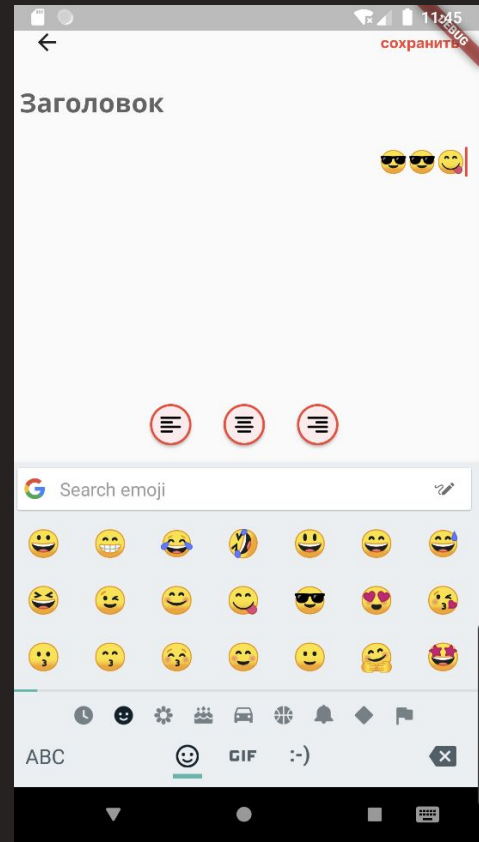 11:45
DEBUG
сохранить
Заголовок
😎😎😋
G Search emoji
ABC GIF :-)